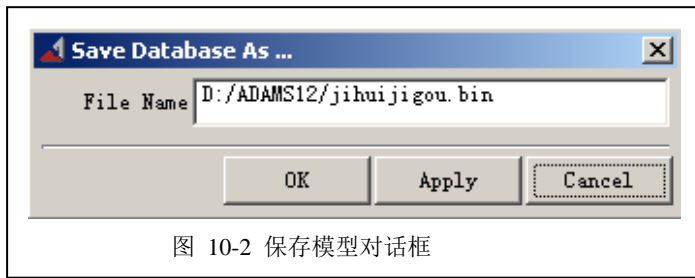 Save Database As ...
File Name D:/ADAMS12/jihuijigou.bin
OK Apply Cancel
图 10-2 保存模型对话框